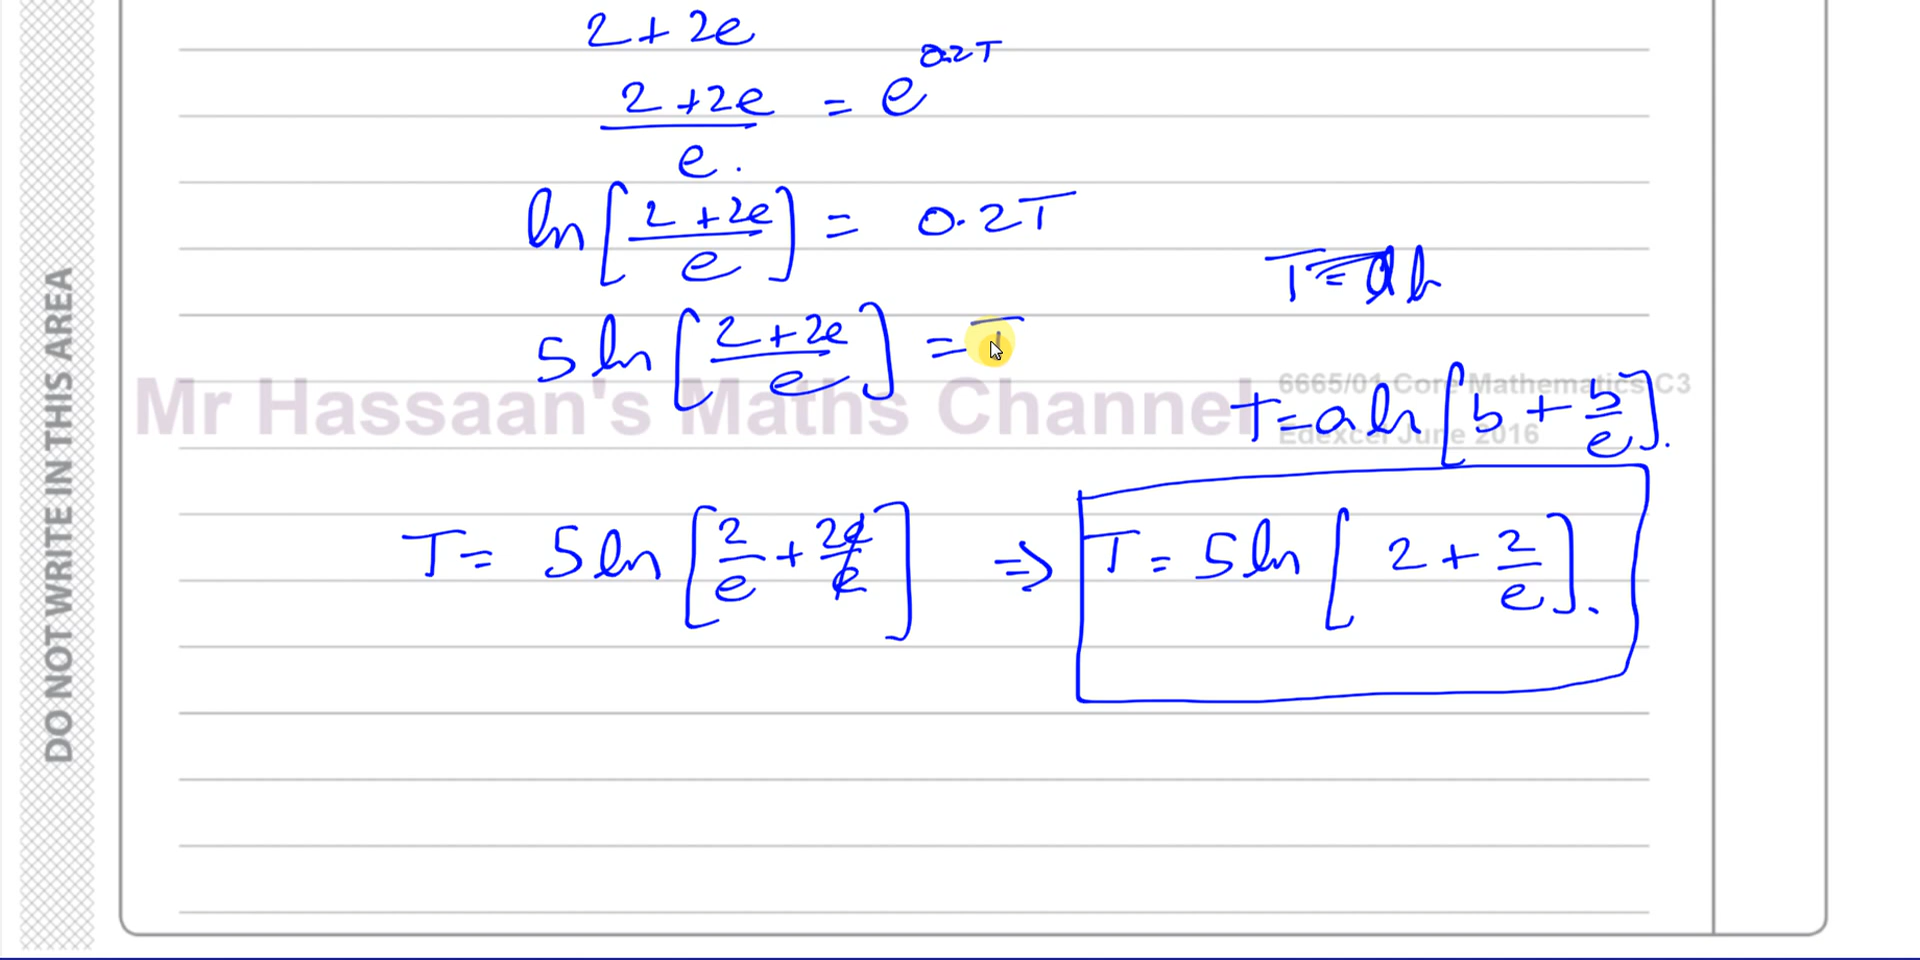 2 + 2e
2 + 2e / e. = e^0.2T
ln [2 + 2e / e] = 0.2T
T = ab
5 ln [2 + 2e / e] = T
6665/01 Core Mathematics C3
Mr Hassaan's Maths Channel
T = a ln [b + b/e].
Edexcel June 2016
T = 5 ln [2/e + 2e/e] ⇒ T = 5 ln [2 + 2/e].
DO NOT WRITE IN THIS AREA